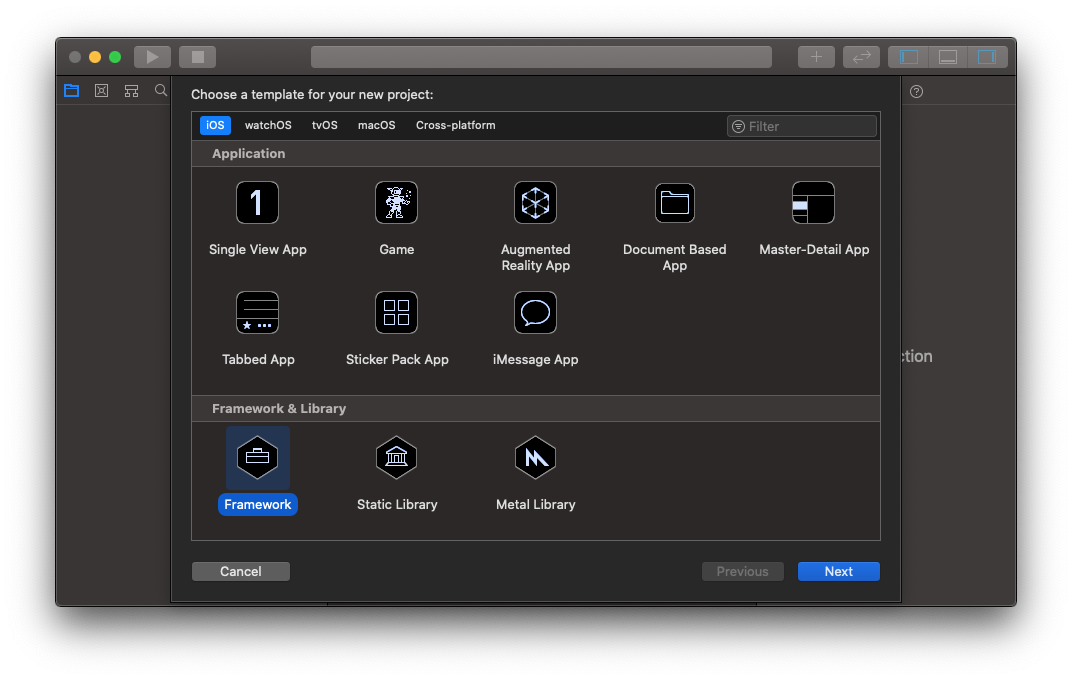 Choose a template for your new project:
iOS watchOS tvOS macOS Cross-platform Filter
Application
1
Single View App Game Augmented Reality App Document Based App Master-Detail App
Tabbed App Sticker Pack App iMessage App
ction
Framework & Library
Framework Static Library Metal Library
Cancel Previous Next